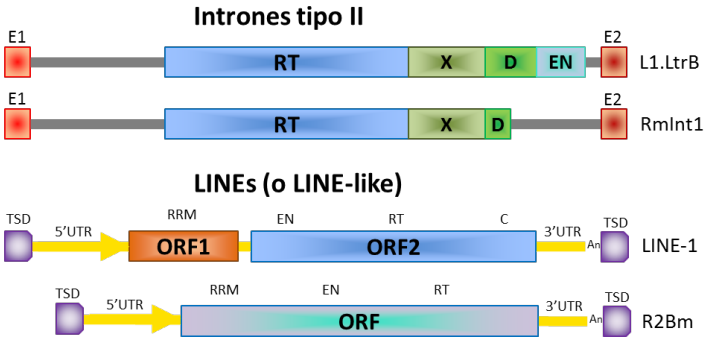 Intrones tipo II
E1 E2
RT X D EN L1.LtrB
E1 E2
RT X D RmInt1
LINEs (o LINE-like)
TSD 5'UTR RRM EN RT C 3'UTR TSD
ORF1 ORF2 An LINE-1
TSD 5'UTR RRM EN RT 3'UTR TSD
ORF An R2Bm